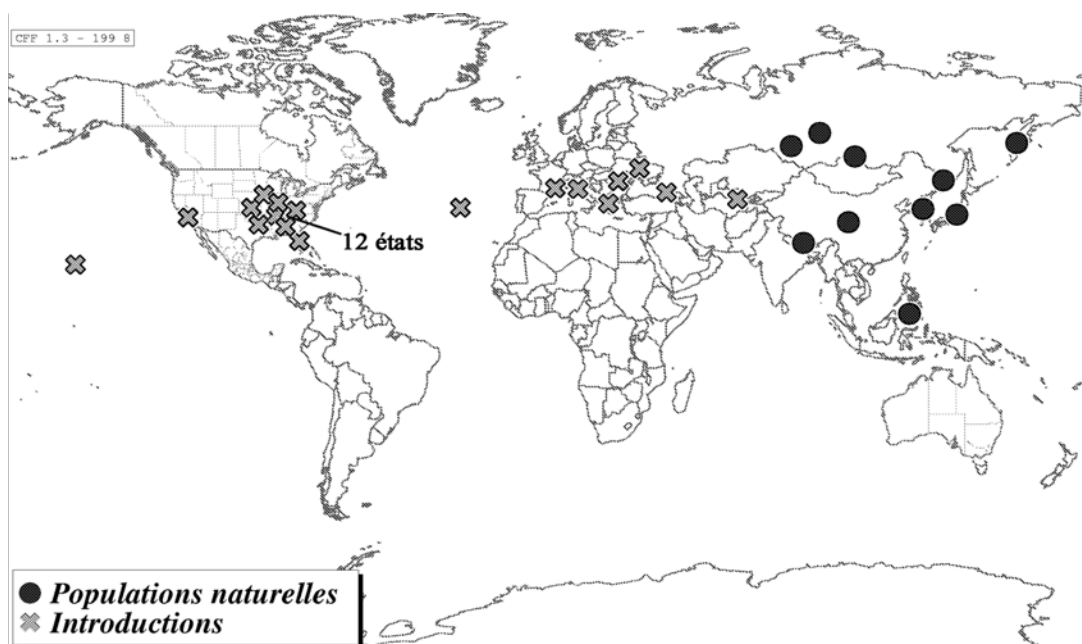 CFF 1.3 - 199 8
12 états
Populations naturelles
Introductions